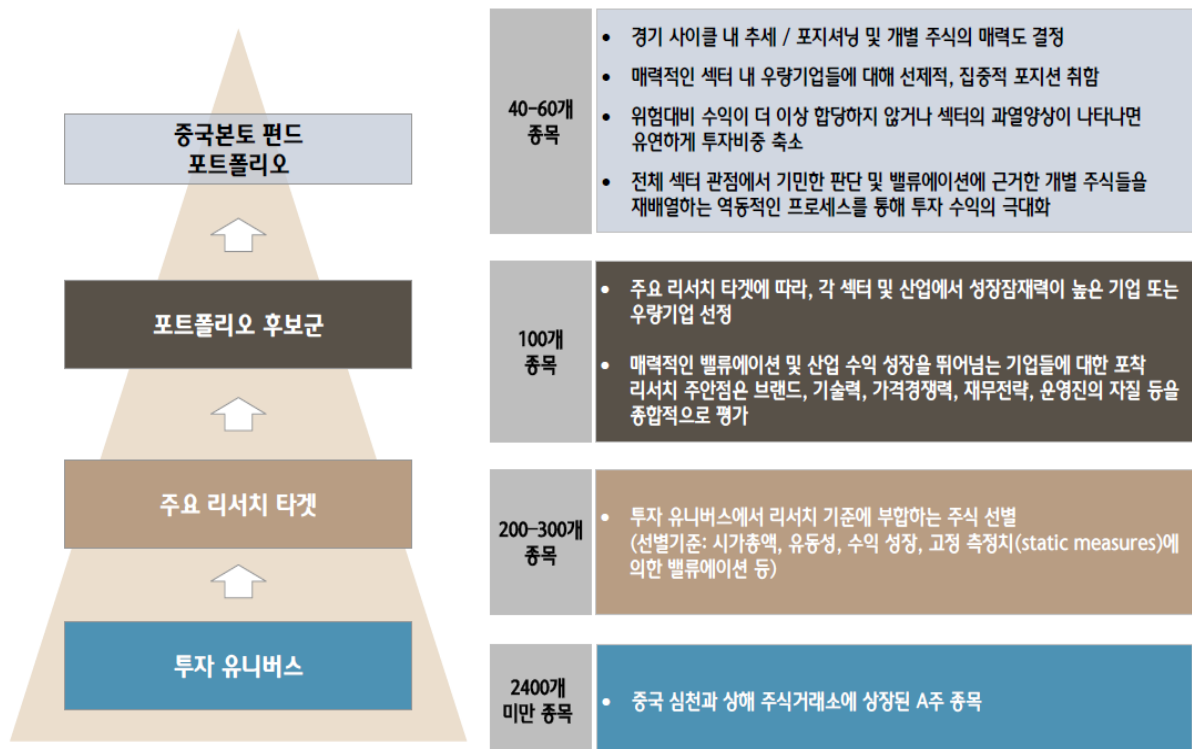 중국본토 펀드
포트폴리오
40-60개
종목
• 경기 사이클 내 추세 / 포지셔닝 및 개별 주식의 매력도 결정
• 매력적인 섹터 내 우량기업들에 대해 선제적, 집중적 포지션 취함
• 위험대비 수익이 더 이상 합당하지 않거나 섹터의 과열양상이 나타나면
유연하게 투자비중 축소
• 전체 섹터 관점에서 기민한 판단 및 밸류에이션에 근거한 개별 주식들을
재배열하는 역동적인 프로세스를 통해 투자 수익의 극대화
포트폴리오 후보군
100개
종목
• 주요 리서치 타겟에 따라, 각 섹터 및 산업에서 성장잠재력이 높은 기업 또는
우량기업 선정
• 매력적인 밸류에이션 및 산업 수익 성장을 뛰어넘는 기업들에 대한 포착
리서치 주안점은 브랜드, 기술력, 가격경쟁력, 재무전략, 운영진의 자질 등을
종합적으로 평가
주요 리서치 타겟
200-300개
종목
• 투자 유니버스에서 리서치 기준에 부합하는 주식 선별
(선별기준: 시가총액, 유동성, 수익 성장, 고정 측정치(static measures)에
의한 밸류에이션 등)
투자 유니버스
2400개
미만 종목
• 중국 심천과 상해 주식거래소에 상장된 A주 종목